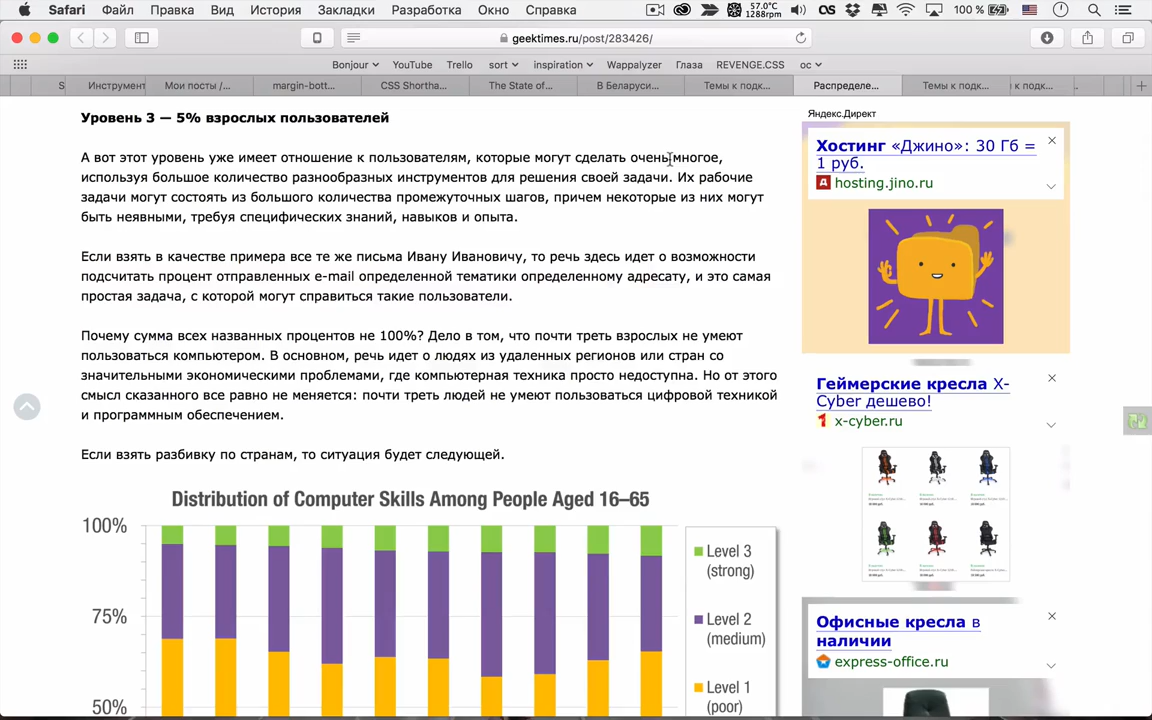 Safari Файл Правка Вид История Закладки Разработка Окно Справка
57.0°C
1288rpm
100 %
geektimes.ru/post/283426/
Bonjour YouTube Trello sort inspiration Wappalyzer Глаза REVENGE.CSS ос
S Инструмент Мои посты /... margin-bott... CSS Shortha... The State of... В Беларуси... Темы к подк... Распределе... Темы к подк... к подк...
Уровень 3 — 5% взрослых пользователей
А вот этот уровень уже имеет отношение к пользователям, которые могут сделать очень многое,
используя большое количество разнообразных инструментов для решения своей задачи. Их рабочие
задачи могут состоять из большого количества промежуточных шагов, причем некоторые из них могут
быть неявными, требуя специфических знаний, навыков и опыта.
Если взять в качестве примера все те же письма Ивану Ивановичу, то речь здесь идет о возможности
подсчитать процент отправленных e-mail определенной тематики определенному адресату, и это самая
простая задача, с которой могут справиться такие пользователи.
Почему сумма всех названных процентов не 100%? Дело в том, что почти треть взрослых не умеют
пользоваться компьютером. В основном, речь идет о людях из удаленных регионов или стран со
значительными экономическими проблемами, где компьютерная техника просто недоступна. Но от этого
смысл сказанного все равно не меняется: почти треть людей не умеют пользоваться цифровой техникой
и программным обеспечением.
Если взять разбивку по странам, то ситуация будет следующей.
Distribution of Computer Skills Among People Aged 16–65
100%
75%
50%
Level 3
(strong)
Level 2
(medium)
Level 1
(poor)
Яндекс.Директ
Хостинг «Джино»: 30 Гб =
1 руб.
hosting.jino.ru
Геймерские кресла X-
Cyber дешево!
x-cyber.ru
Офисные кресла в
наличии
express-office.ru